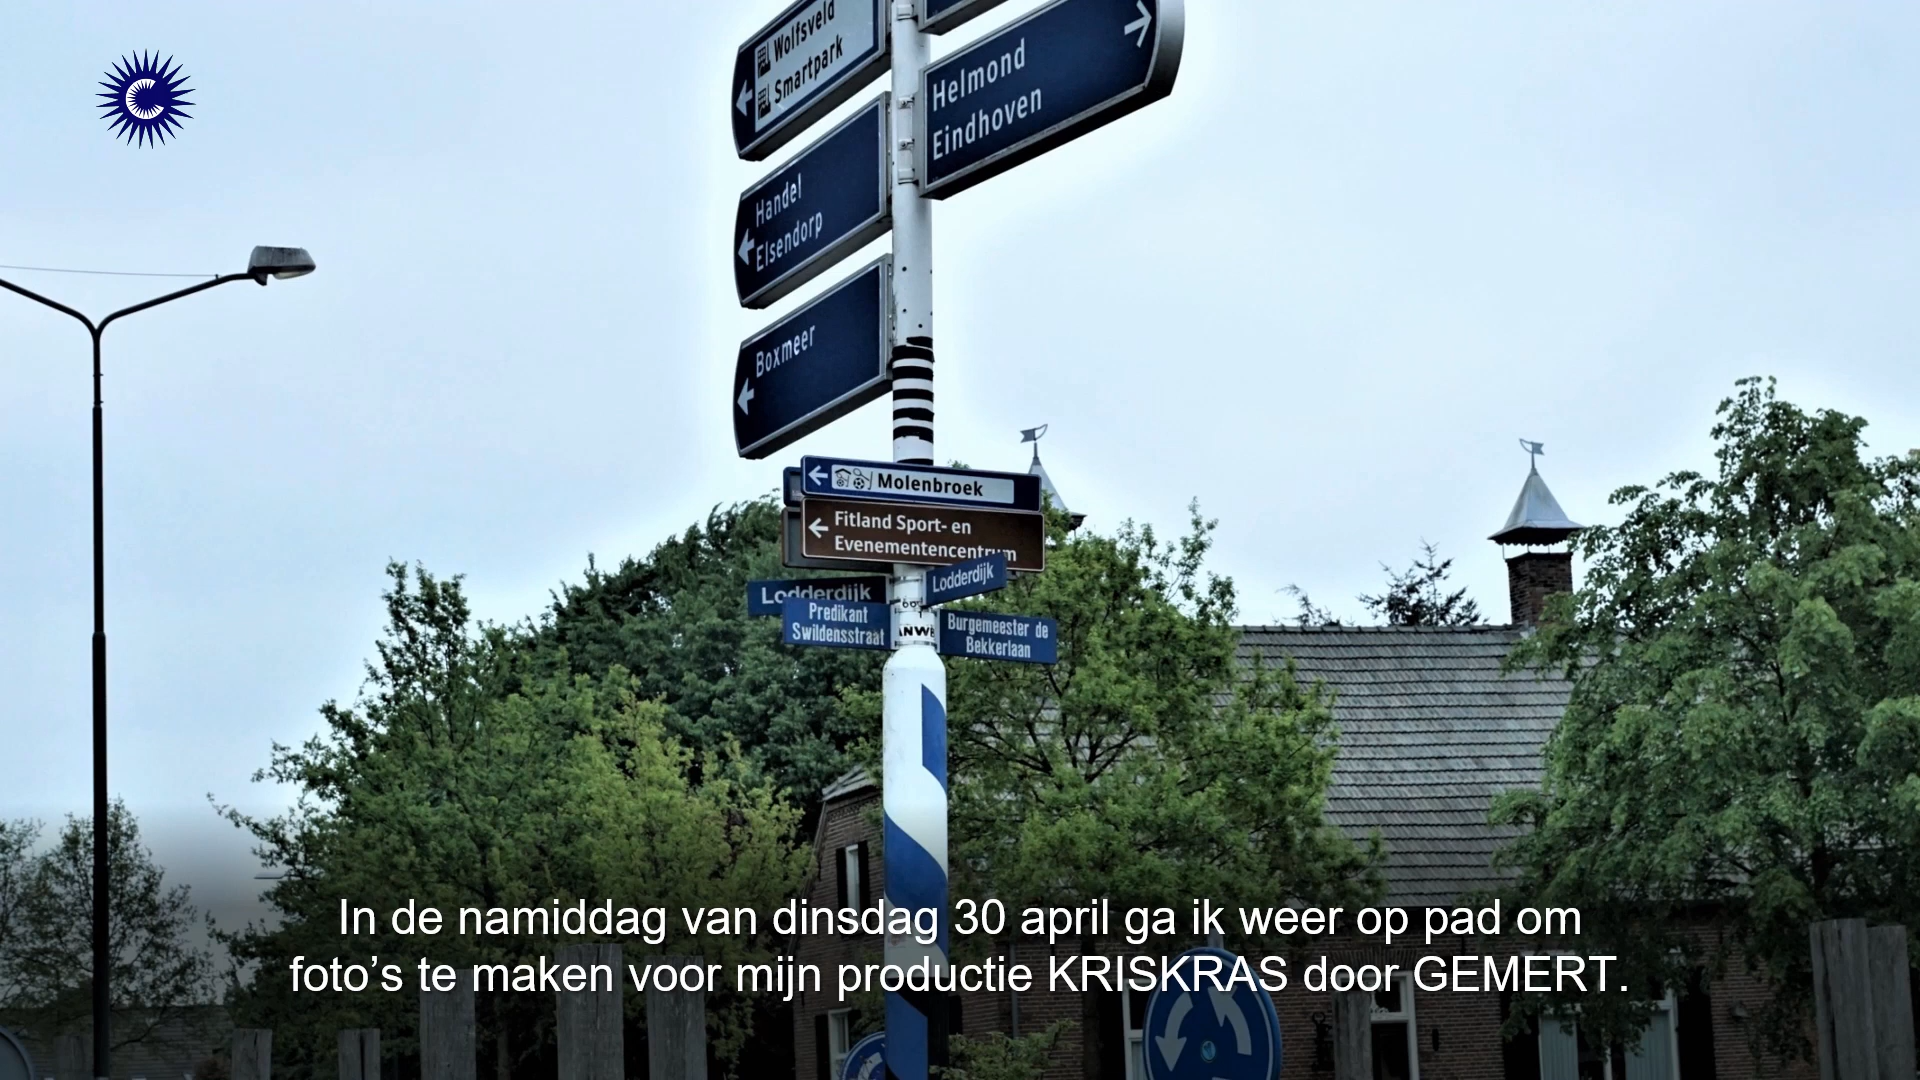 Wolfsveld
Smartpark
Helmond
Eindhoven
Handel
Elsendorp
Boxmeer
Molenbroek
Fitland Sport- en
Evenementencentrum
Lodderdijk
Lodderdijk
Predikant
Swildensstraat
ANWB
Burgemeester de
Bekkerlaan
In de namiddag van dinsdag 30 april ga ik weer op pad om
foto’s te maken voor mijn productie KRISKRAS door GEMERT.